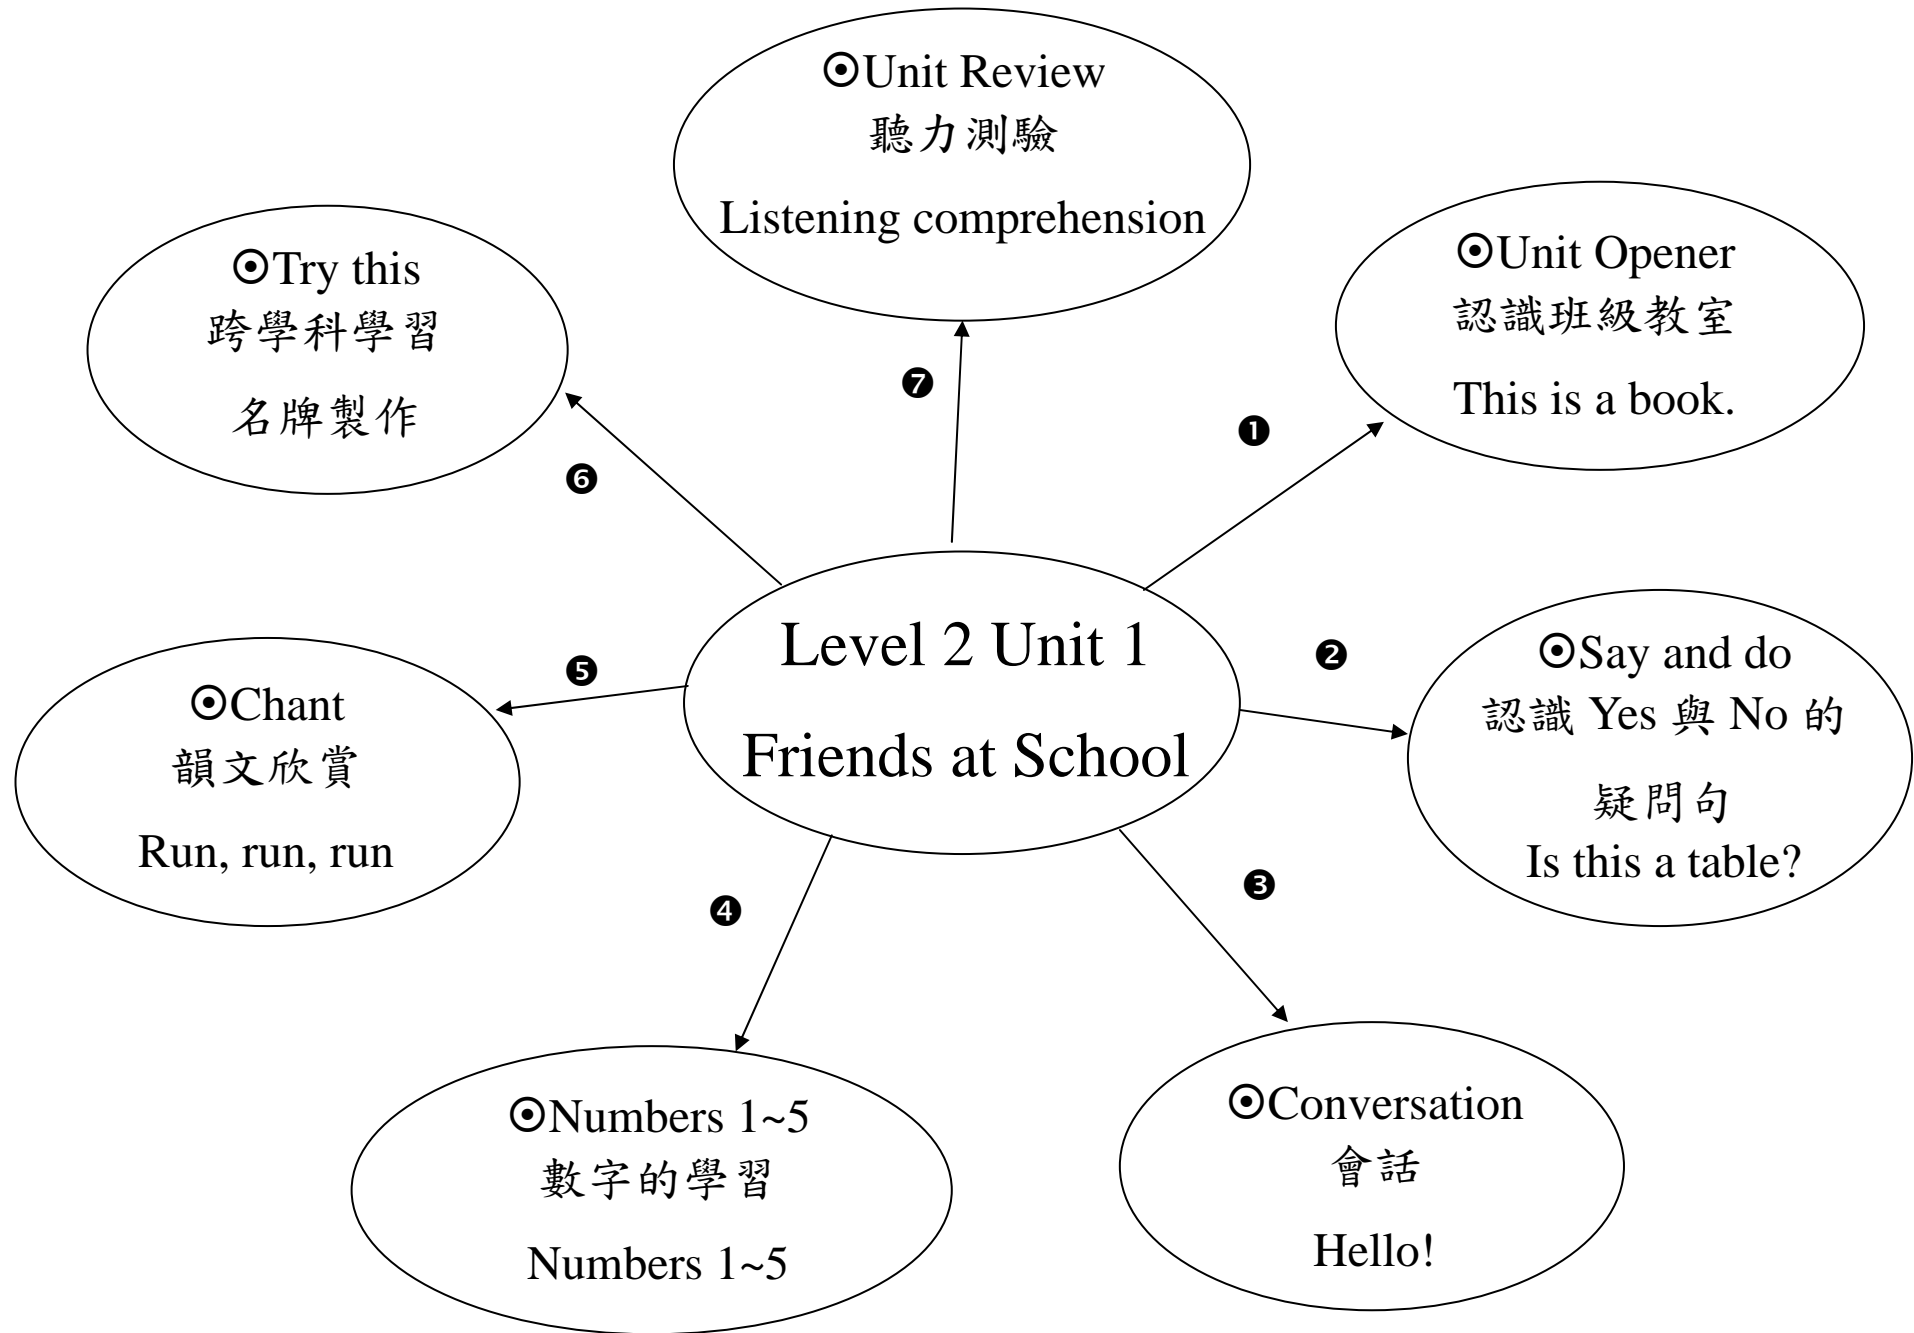 Level 2 Unit 1
Friends at School
❶
⊙Unit Opener
認識班級教室
This is a book.
❷
⊙Say and do
認識 Yes 與 No 的
疑問句
Is this a table?
❸
⊙Conversation
會話
Hello!
❹
⊙Numbers 1~5
數字的學習
Numbers 1~5
❺
⊙Chant
韻文欣賞
Run, run, run
❻
⊙Try this
跨學科學習
名牌製作
❼
⊙Unit Review
聽力測驗
Listening comprehension